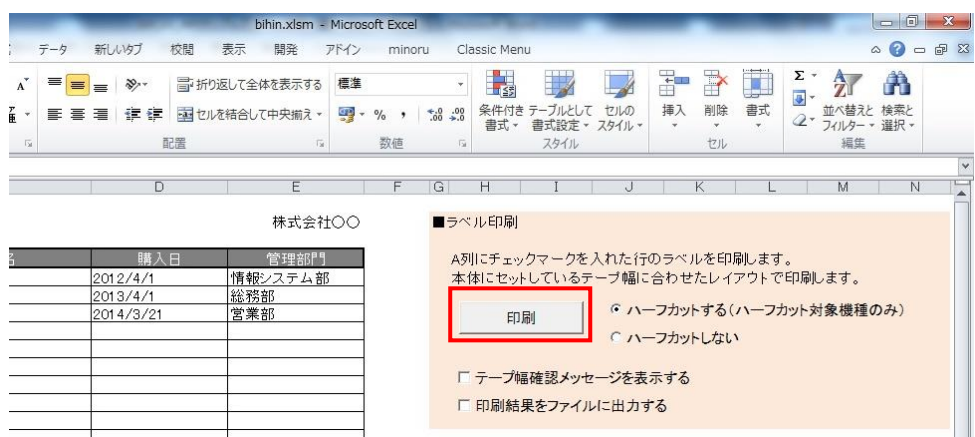 bihin.xlsm - Microsoft Excel
データ 新しいタブ 校閲 表示 開発 アドイン minoru Classic Menu
折り返して全体を表示する 標準
セルを結合して中央揃え
% ,
条件付き書式 テーブルとして書式設定 セルのスタイル 挿入 削除 書式 並べ替えとフィルター 検索と選択
配置 数値 スタイル セル 編集
D E F G H I J K L M N
株式会社〇〇
■ラベル印刷
購入日 管理部門
A列にチェックマークを入れた行のラベルを印刷します。
2012/4/1 情報システム部
本体にセットしているテープ幅に合わせたレイアウトで印刷します。
2013/4/1 総務部
2014/3/21 営業部
印刷
ハーフカットする(ハーフカット対象機種のみ)
ハーフカットしない
テープ幅確認メッセージを表示する
印刷結果をファイルに出力する